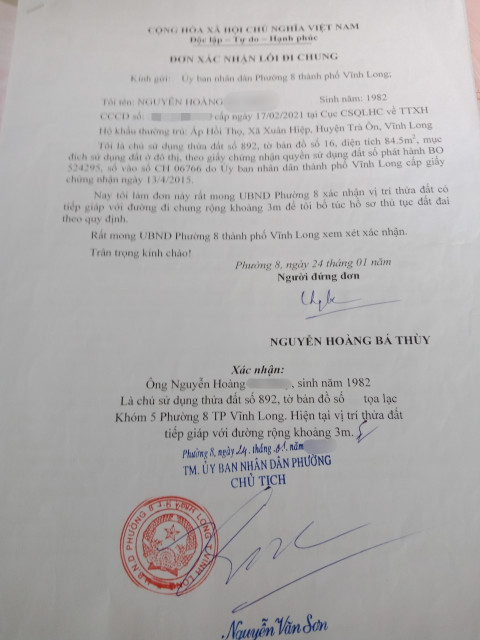 CỘNG HÒA XÃ HỘI CHỦ NGHĨA VIỆT NAM
Độc lập – Tự do – Hạnh phúc
ĐƠN XÁC NHẬN LỐI ĐI CHUNG
Kính gửi: Ủy ban nhân dân Phường 8 thành phố Vĩnh Long;
Tôi tên: NGUYỄN HOÀNG Sinh năm: 1982
CCCD số: cấp ngày 17/02/2021 tại Cục CSQLHC về TTXH
Hộ khẩu thường trú: Ấp Hồi Thọ, Xã Xuân Hiệp, Huyện Trà Ôn, Vĩnh Long
Tôi là chủ sử dụng thửa đất số 892, tờ bản đồ số 16, diện tích 84.5m², mục
đích sử dụng đất ở đô thị, theo giấy chứng nhận quyền sử dụng đất số phát hành BO
524295, số vào sổ CH 06766 do Ủy ban nhân dân thành phố Vĩnh Long cấp giấy
chứng nhận ngày 13/4/2015.
Nay tôi làm đơn này rất mong UBND Phường 8 xác nhận vị trí thửa đất có
tiếp giáp với đường đi chung rộng khoảng 3m để tôi bổ túc hồ sơ thủ tục đất đai
theo quy định.
Rất mong UBND Phường 8 thành phố Vĩnh Long xem xét xác nhận.
Trân trọng kính chào!
Phường 8, ngày 24 tháng 01 năm
Người đứng đơn
NGUYỄN HOÀNG BÁ THÙY
Xác nhận:
Ông Nguyễn Hoàng , sinh năm 1982
Là chủ sử dụng thửa đất số 892, tờ bản đồ số tọa lạc
Khóm 5 Phường 8 TP Vĩnh Long. Hiện tại vị trí thửa đất
tiếp giáp với đường rộng khoảng 3m.
Phường 8, ngày 24. tháng 01. năm
TM. ỦY BAN NHÂN DÂN PHƯỜNG
CHỦ TỊCH
Nguyễn Văn Sơn